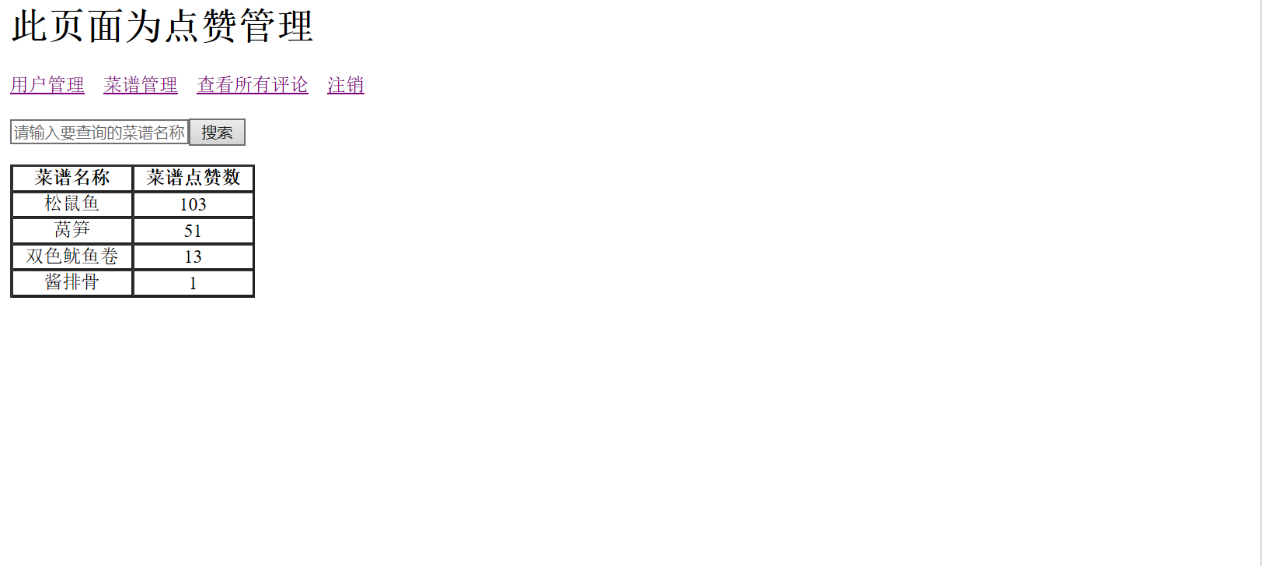 此页面为点赞管理
用户管理 菜谱管理 查看所有评论 注销
请输入要查询的菜谱名称 搜索
菜谱名称 菜谱点赞数
松鼠鱼 103
莴笋 51
双色鱿鱼卷 13
酱排骨 1